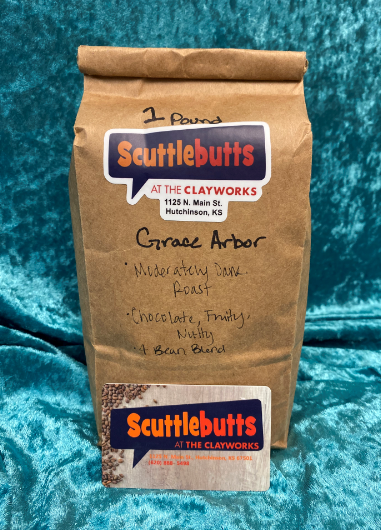 1 Pound
Scuttlebutts
AT THE CLAYWORKS
1125 N. Main St.
Hutchinson, KS
Grace Arbor
• Moderately Dark
Roast
• Chocolate, Fruity,
Nutty
• 4 Bean Blend
Scuttlebutts
AT THE CLAYWORKS